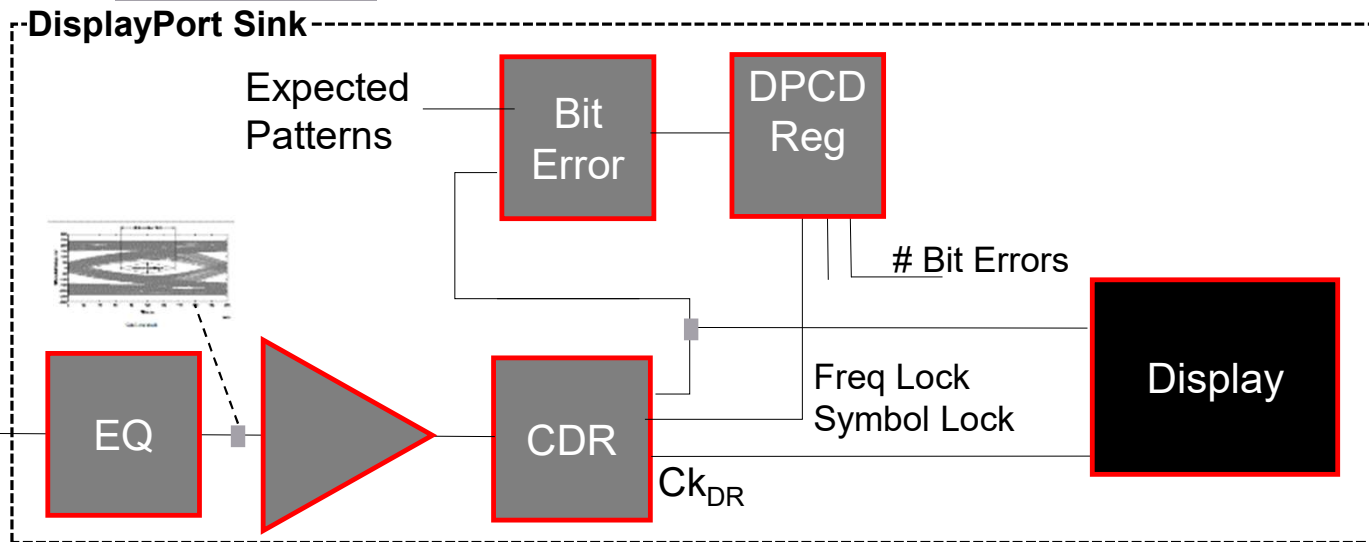 DisplayPort Sink
Expected
Patterns
Bit
Error
DPCD
Reg
# Bit Errors
EQ
CDR
Freq Lock
Symbol Lock
Display
CkDR